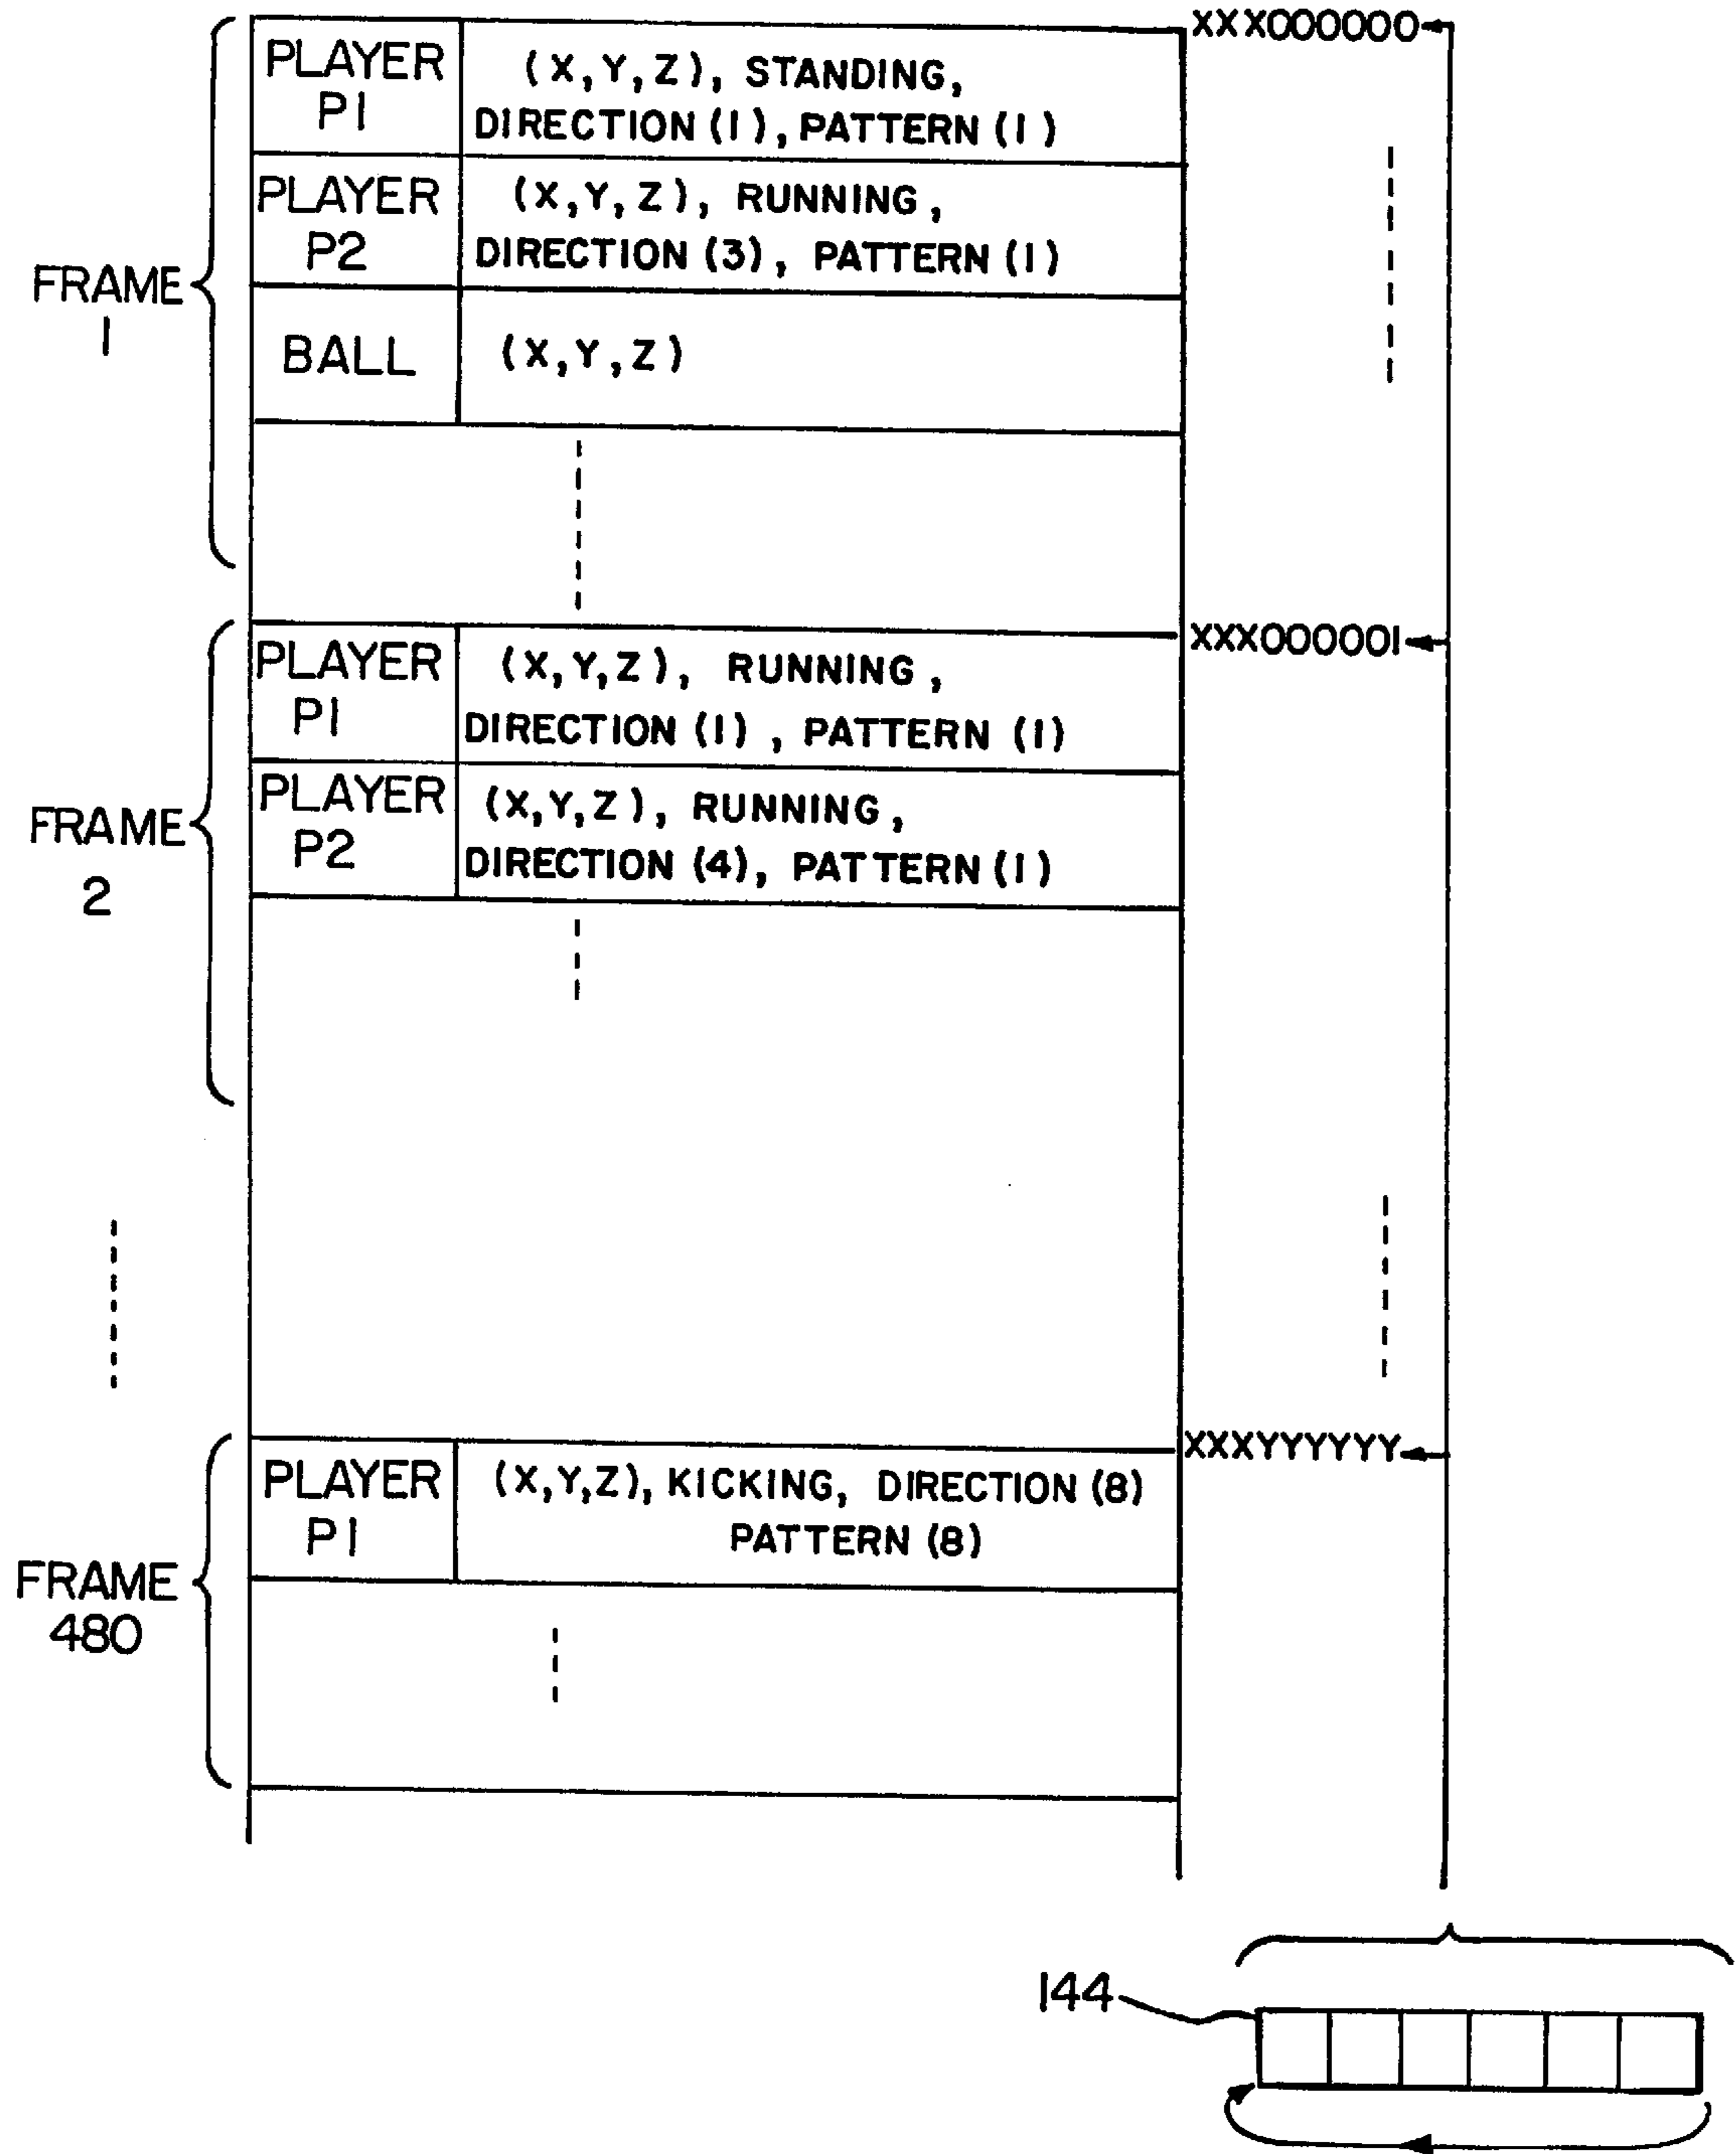 XXX000000
PLAYER
P1
(X,Y,Z), STANDING,
DIRECTION (1), PATTERN (1)
PLAYER
P2
(X,Y,Z), RUNNING,
DIRECTION (3), PATTERN (1)
FRAME
1
BALL
(X,Y,Z)
XXX000001
PLAYER
P1
(X,Y,Z), RUNNING,
DIRECTION (1), PATTERN (1)
PLAYER
P2
(X,Y,Z), RUNNING,
DIRECTION (4), PATTERN (1)
FRAME
2
XXXYYYYYY
PLAYER
P1
(X,Y,Z), KICKING, DIRECTION (8)
PATTERN (8)
FRAME
480
144